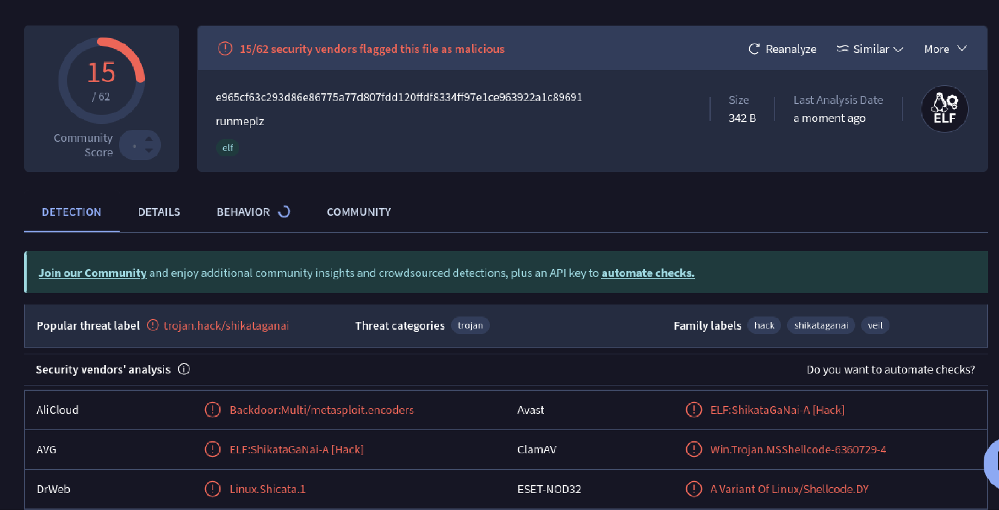 15
/ 62
Community
Score
15/62 security vendors flagged this file as malicious
Reanalyze
Similar
More
e965cf63c293d86e86775a77d807fdd120ffdf8334ff97e1ce963922a1c89691
runmeplz
elf
Size
342 B
Last Analysis Date
a moment ago
ELF
DETECTION
DETAILS
BEHAVIOR
COMMUNITY
Join our Community and enjoy additional community insights and crowdsourced detections, plus an API key to automate checks.
Popular threat label trojan.hack/shikataganai
Threat categories trojan
Family labels hack shikataganai veil
Security vendors' analysis
Do you want to automate checks?
AliCloud
Backdoor:Multi/metasploit.encoders
Avast
ELF:ShikataGaNai-A [Hack]
AVG
ELF:ShikataGaNai-A [Hack]
ClamAV
Win.Trojan.MSShellcode-6360729-4
DrWeb
Linux.Shicata.1
ESET-NOD32
A Variant Of Linux/Shellcode.DY